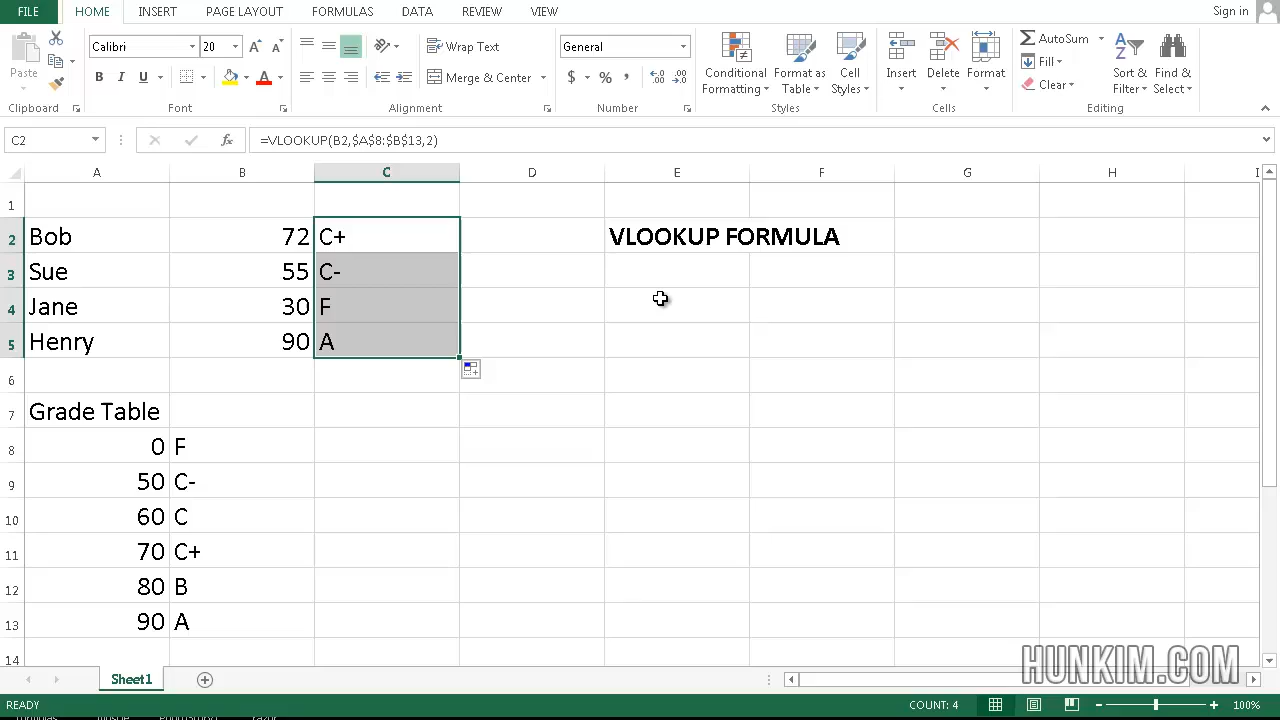 FILE HOME INSERT PAGE LAYOUT FORMULAS DATA REVIEW VIEW Sign in
Calibri 20 Wrap Text General AutoSum
Paste Merge & Center Conditional Formatting Format as Table Cell Styles Insert Delete Format Fill Sort & Filter Find & Select
Clear
Clipboard Font Alignment Number Styles Cells Editing
C2 fx =VLOOKUP(B2,$A$8:$B$13,2)
A B C D E F G H I
1
2 Bob 72 C+ VLOOKUP FORMULA
3 Sue 55 C-
4 Jane 30 F
5 Henry 90 A
6
7 Grade Table
8 0 F
9 50 C-
10 60 C
11 70 C+
12 80 B
13 90 A
14
HUNKIM.COM
Sheet1
READY COUNT: 4 100%